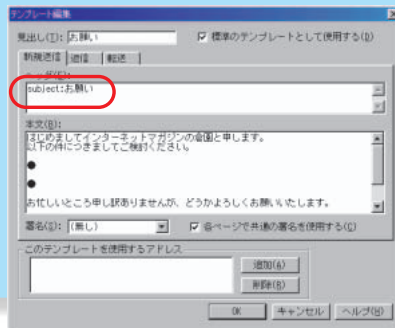 テンプレート編集
見出し(T): お願い
標準のテンプレートとして使用する(D)
新規送信 返信 転送
subject:お願い
本文(B):
はじめましてインターネットマガジンの倉園と申します。
以下の件につきましてご検討ください。
●
●
お忙しいところ申し訳ありませんが、どうかよろしくお願いいたします。
署名(S): (無し)
各ページで共通の署名を使用する(C)
このテンプレートを使用するアドレス
追加(A)
削除(R)
OK キャンセル ヘルプ(H)